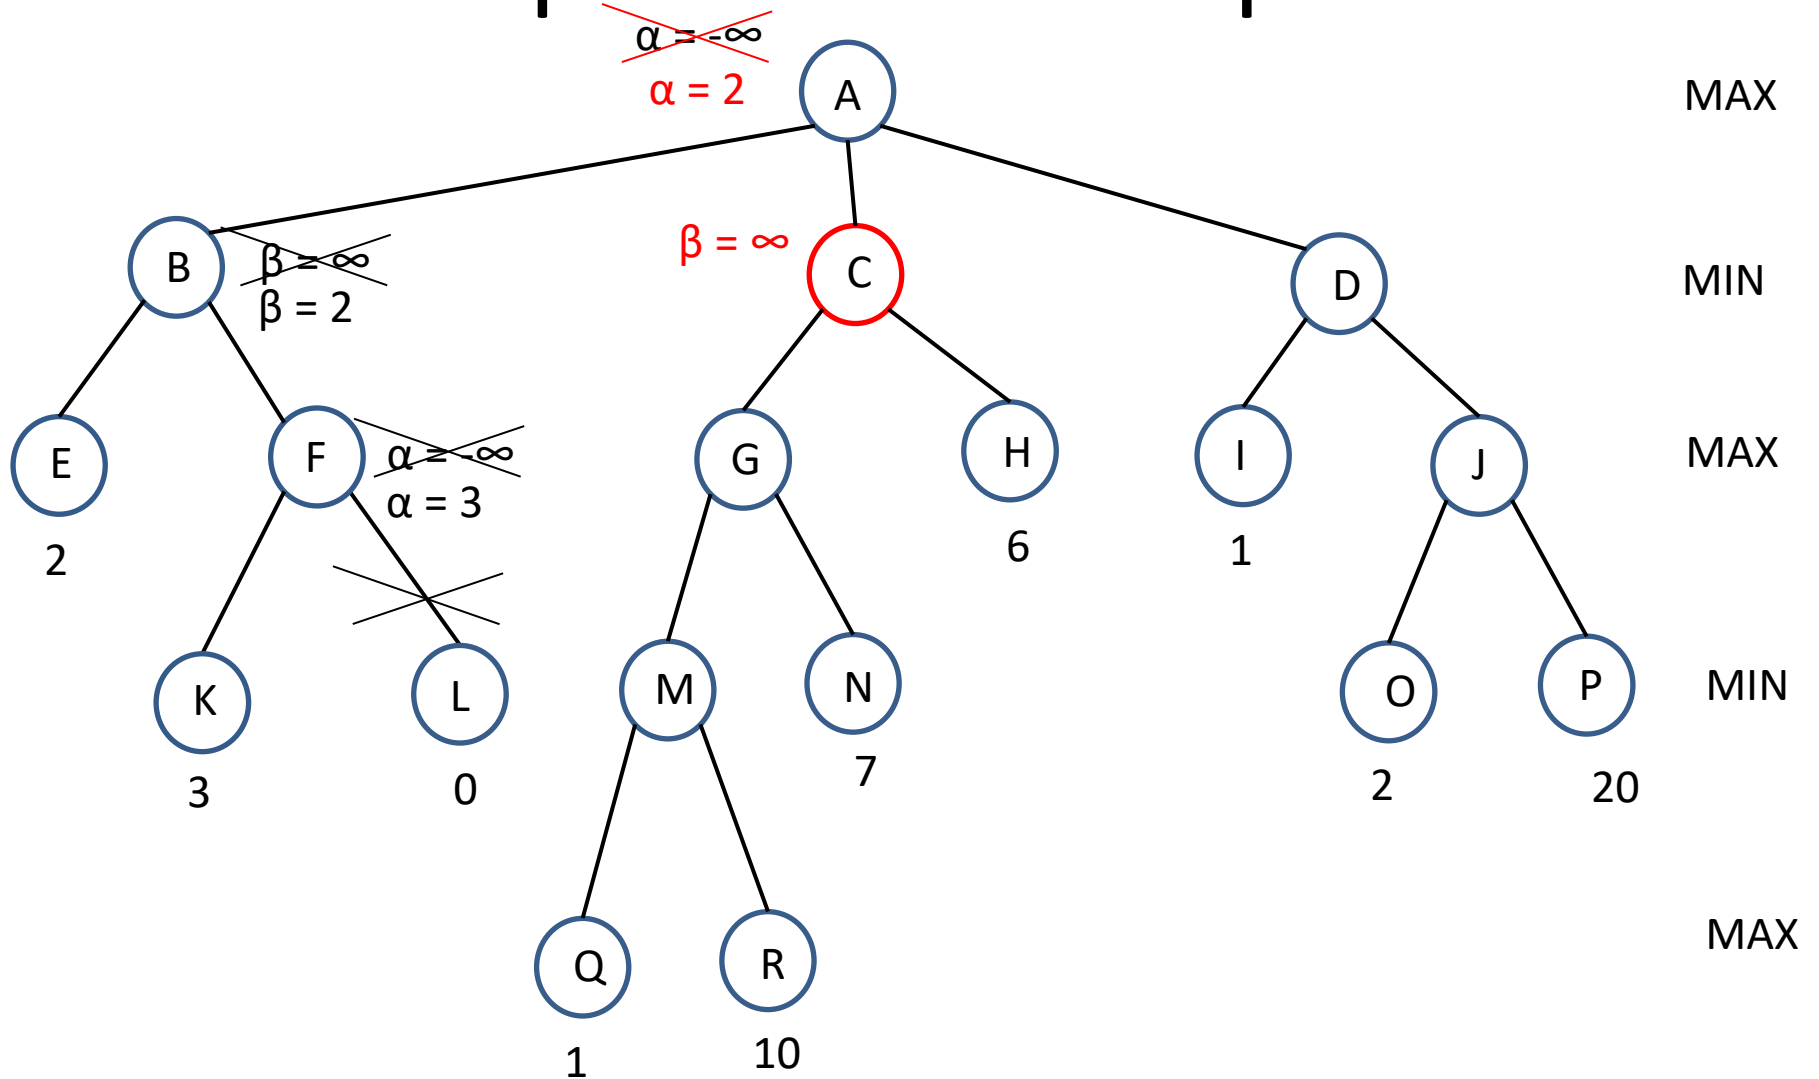 α = -∞
α = 2
A
MAX
B
β = ∞
β = 2
β = ∞
C
D
MIN
E
F
α = -∞
α = 3
G
H
I
J
MAX
2
6
1
K
L
M
N
O
P
MIN
3
0
7
2
20
Q
R
MAX
1
10